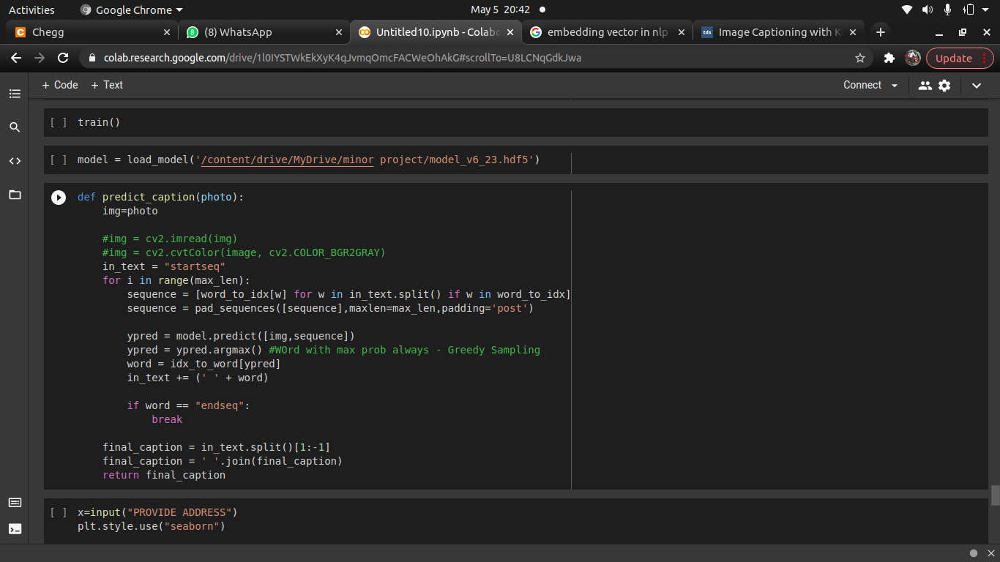 Activities Google Chrome May 5 20:42
Chegg (8) WhatsApp Untitled10.ipynb - Colabo embedding vector in nlp Image Captioning with K
colab.research.google.com/drive/1l0IYSTWkEkXyK4qJvmqOmcFACWeOhAkG#scrollTo=U8LCNqGdkJwa Update
+ Code + Text Connect
[ ] train()
[ ] model = load_model('/content/drive/MyDrive/minor project/model_v6_23.hdf5')
def predict_caption(photo):
    img=photo

    #img = cv2.imread(img)
    #img = cv2.cvtColor(image, cv2.COLOR_BGR2GRAY)
    in_text = "startseq"
    for i in range(max_len):
        sequence = [word_to_idx[w] for w in in_text.split() if w in word_to_idx]
        sequence = pad_sequences([sequence],maxlen=max_len,padding='post')

        ypred = model.predict([img,sequence])
        ypred = ypred.argmax() #WOrd with max prob always - Greedy Sampling
        word = idx_to_word[ypred]
        in_text += (' ' + word)

        if word == "endseq":
            break

    final_caption = in_text.split()[1:-1]
    final_caption = ' '.join(final_caption)
    return final_caption
[ ] x=input("PROVIDE ADDRESS")
plt.style.use("seaborn")